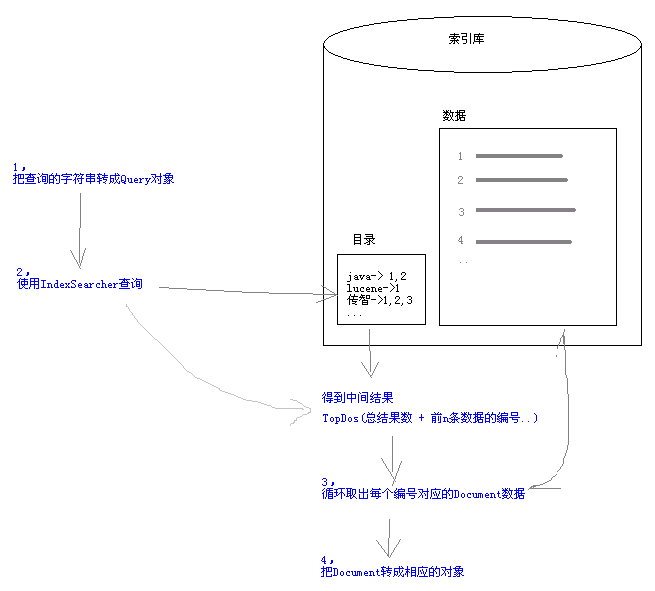 索引库
数据
1
2
3
4
..
目录
java-> 1,2
lucene->1
传智->1,2,3
...
1,
把查询的字符串转成Query对象
2,
使用IndexSearcher查询
得到中间结果
TopDos(总结果数 + 前n条数据的编号..)
3,
循环取出每个编号对应的Document数据
4,
把Document转成相应的对象